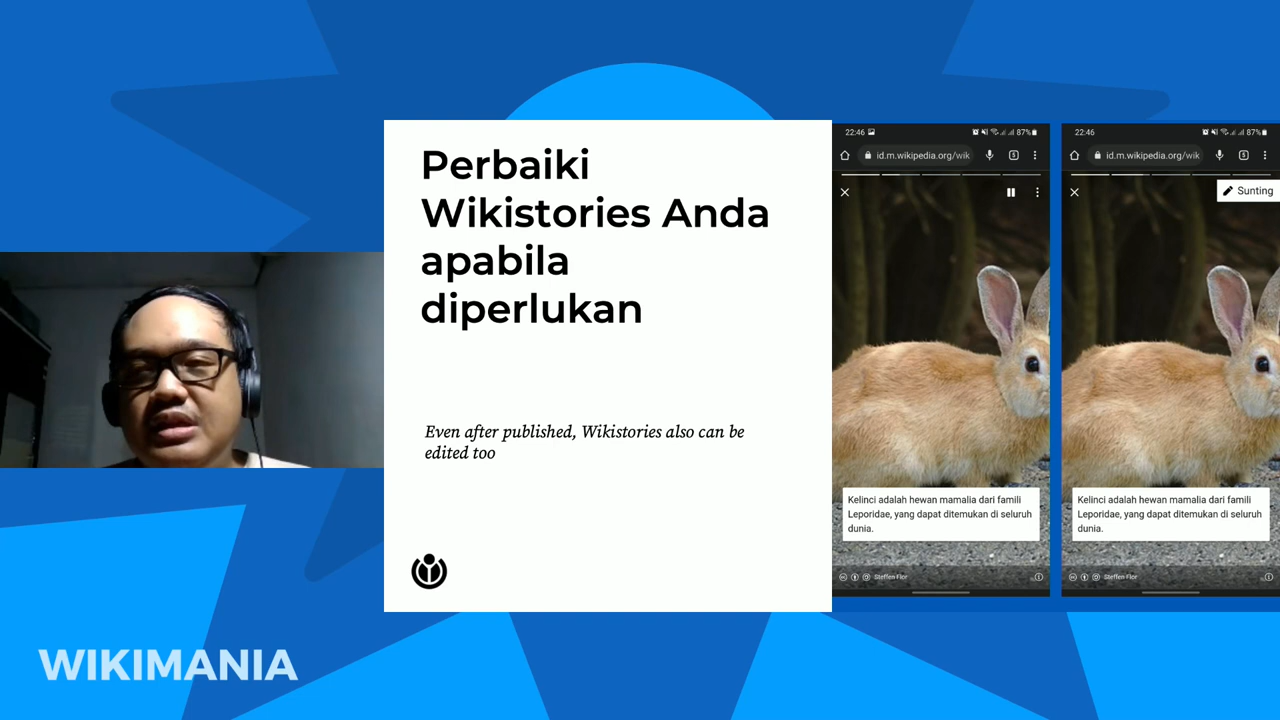 Perbaiki
Wikistories Anda
apabila
diperlukan
Even after published, Wikistories also can be
edited too
22:46
87%
id.m.wikipedia.org/wik
5
Kelinci adalah hewan mamalia dari famili
Leporidae, yang dapat ditemukan di seluruh
dunia.
Steffen Flor
22:46
87%
id.m.wikipedia.org/wik
5
Sunting
Kelinci adalah hewan mamalia dari famili
Leporidae, yang dapat ditemukan di seluruh
dunia.
Steffen Flor
WIKIMANIA